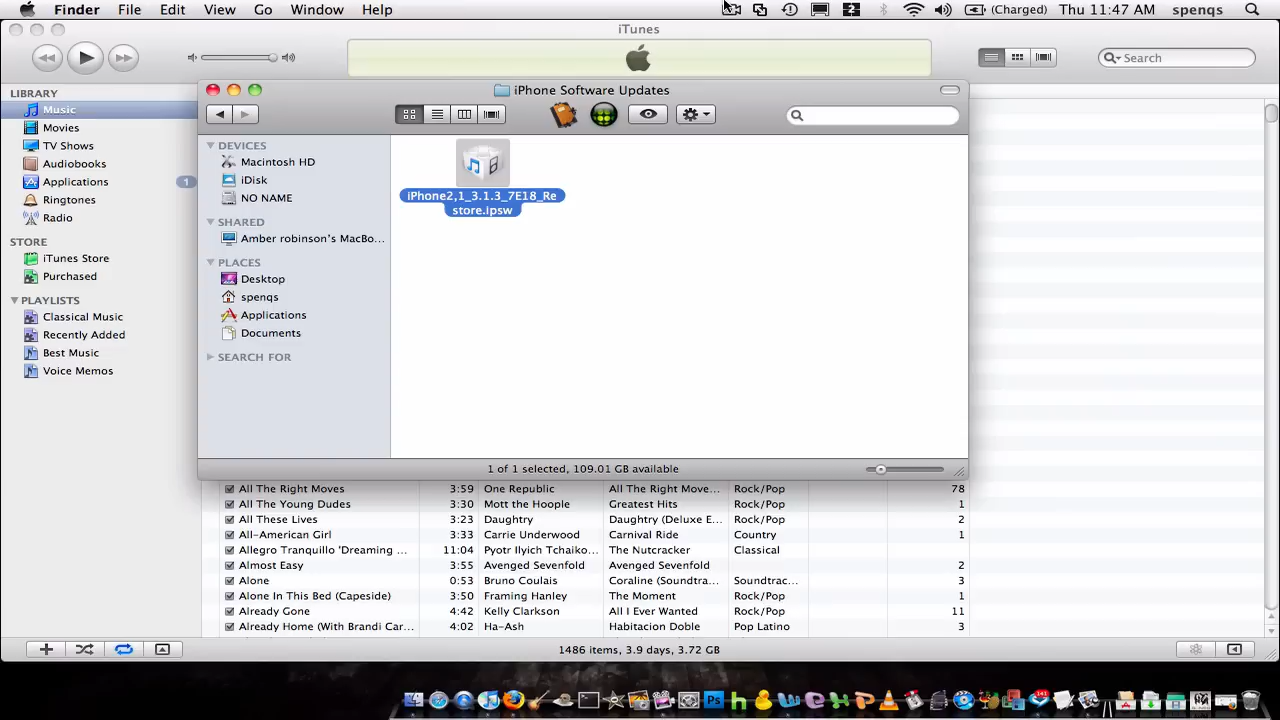 Finder File Edit View Go Window Help (Charged) Thu 11:47 AM spenqs
iTunes
Search
iPhone Software Updates
LIBRARY
Music
Movies
TV Shows
Audiobooks
Applications 1
Ringtones
Radio
STORE
iTunes Store
Purchased
PLAYLISTS
Classical Music
Recently Added
Best Music
Voice Memos
DEVICES
Macintosh HD
iDisk
NO NAME
SHARED
Amber robinson's MacBo...
PLACES
Desktop
spenqs
Applications
Documents
SEARCH FOR
iPhone2,1_3.1.3_7E18_Re
store.ipsw
1 of 1 selected, 109.01 GB available
All The Right Moves 3:59 One Republic All The Right Move... Rock/Pop 78
All The Young Dudes 3:30 Mott the Hoople Greatest Hits Rock/Pop 1
All These Lives 3:23 Daughtry Daughtry (Deluxe E... Rock/Pop 2
All-American Girl 3:33 Carrie Underwood Carnival Ride Country 1
Allegro Tranquillo 'Dreaming ... 11:04 Pyotr Ilyich Tchaiko... The Nutcracker Classical
Almost Easy 3:55 Avenged Sevenfold Avenged Sevenfold 2
Alone 0:53 Bruno Coulais Coraline (Soundtra... Soundtrac... 3
Alone In This Bed (Capeside) 3:50 Framing Hanley The Moment Rock/Pop 1
Already Gone 4:42 Kelly Clarkson All I Ever Wanted Rock/Pop 11
Already Home (With Brandi Car... 4:02 Ha-Ash Habitacion Doble Pop Latino 3
1486 items, 3.9 days, 3.72 GB